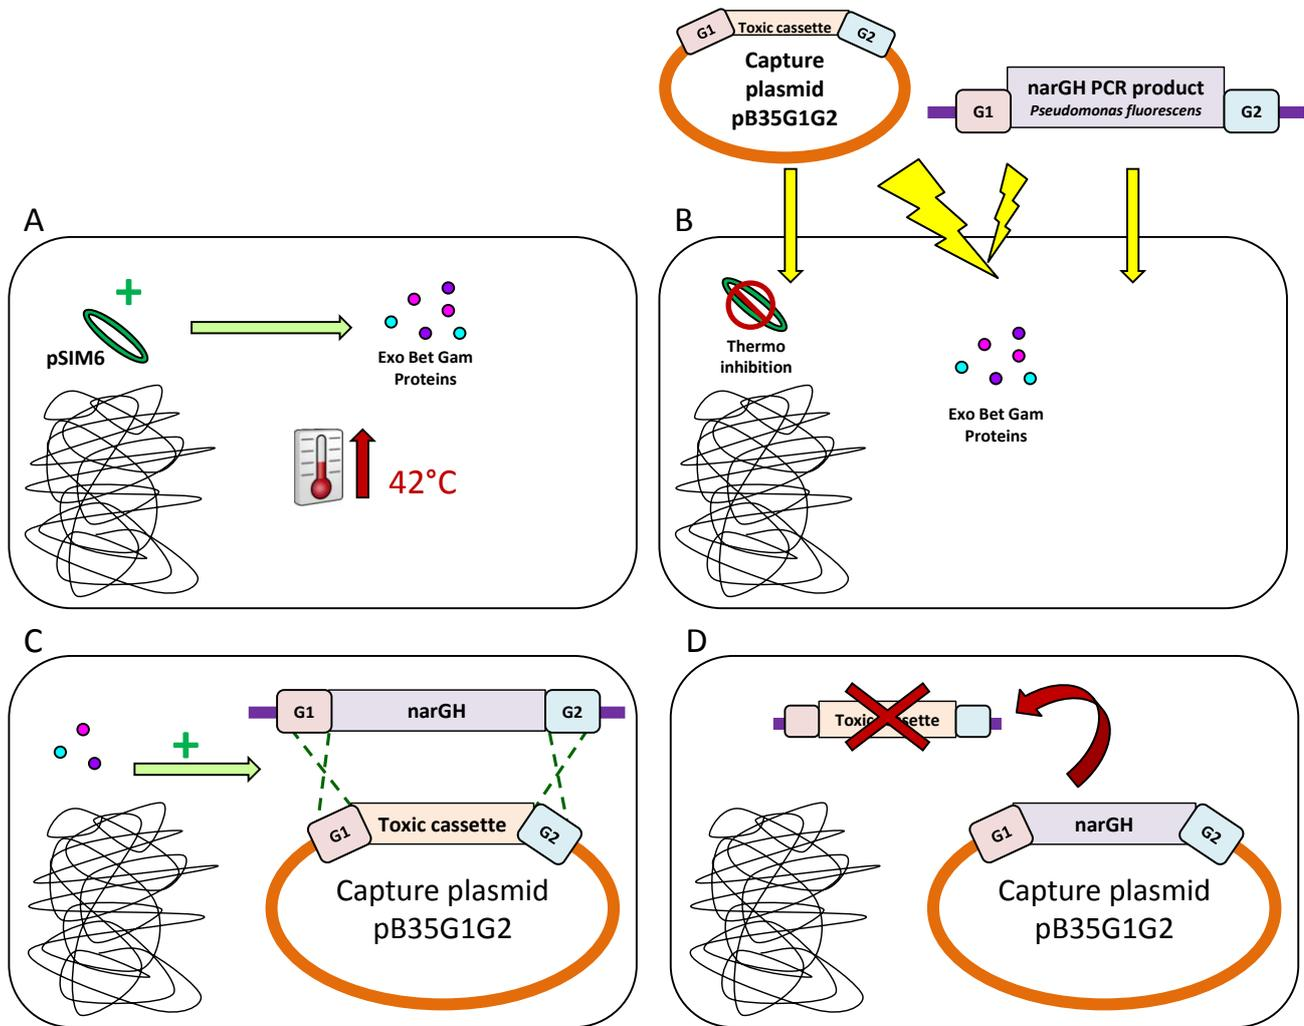 G1
Toxic cassette
G2
Capture
plasmid
pB35G1G2
G1
narGH PCR product
Pseudomonas fluorescens
G2
A
+
pSIM6
Exo Bet Gam
Proteins
42°C
B
Thermo
inhibition
Exo Bet Gam
Proteins
C
+
G1
narGH
G2
G1
Toxic cassette
G2
Capture plasmid
pB35G1G2
D
Toxic cassette
G1
narGH
G2
Capture plasmid
pB35G1G2